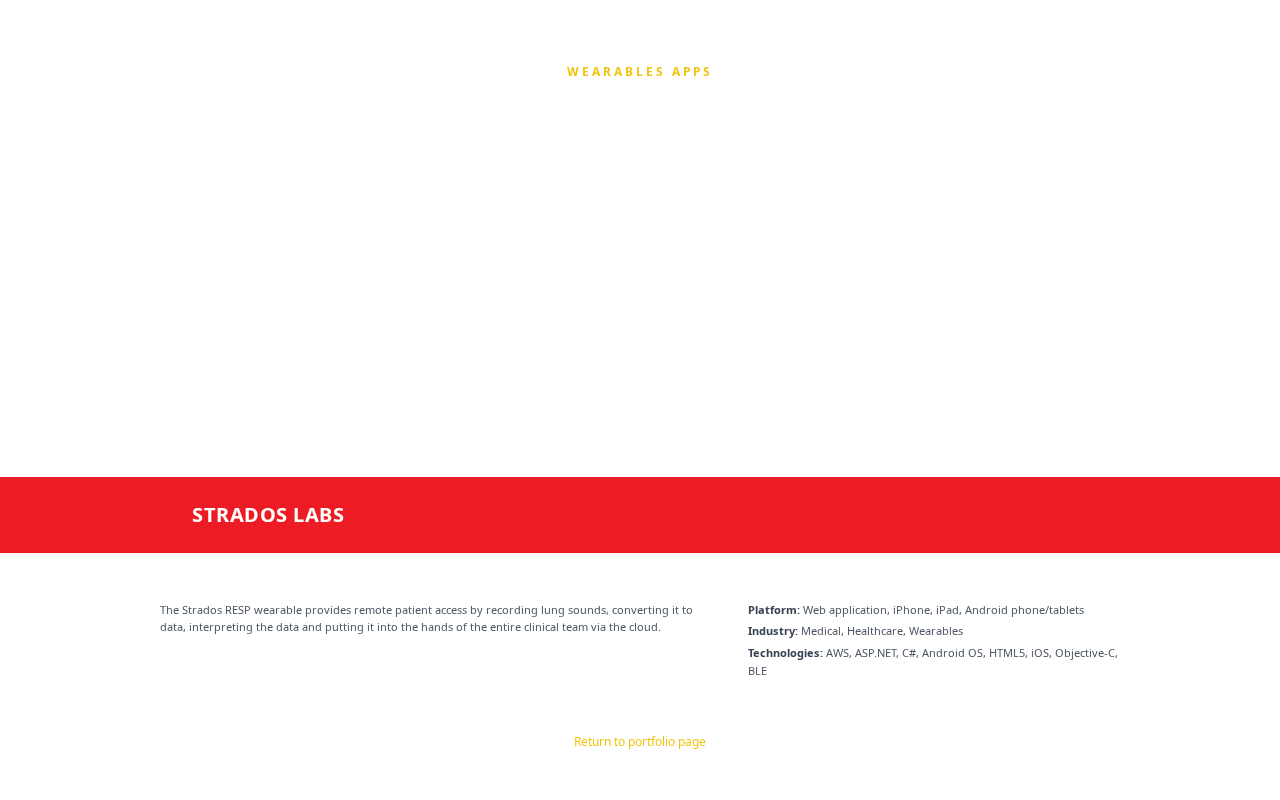 WEARABLES APPS
STRADOS LABS
The Strados RESP wearable provides remote patient access by recording lung sounds, converting it to
data, interpreting the data and putting it into the hands of the entire clinical team via the cloud.
Platform: Web application, iPhone, iPad, Android phone/tablets
Industry: Medical, Healthcare, Wearables
Technologies: AWS, ASP.NET, C#, Android OS, HTML5, iOS, Objective-C,
BLE
Return to portfolio page